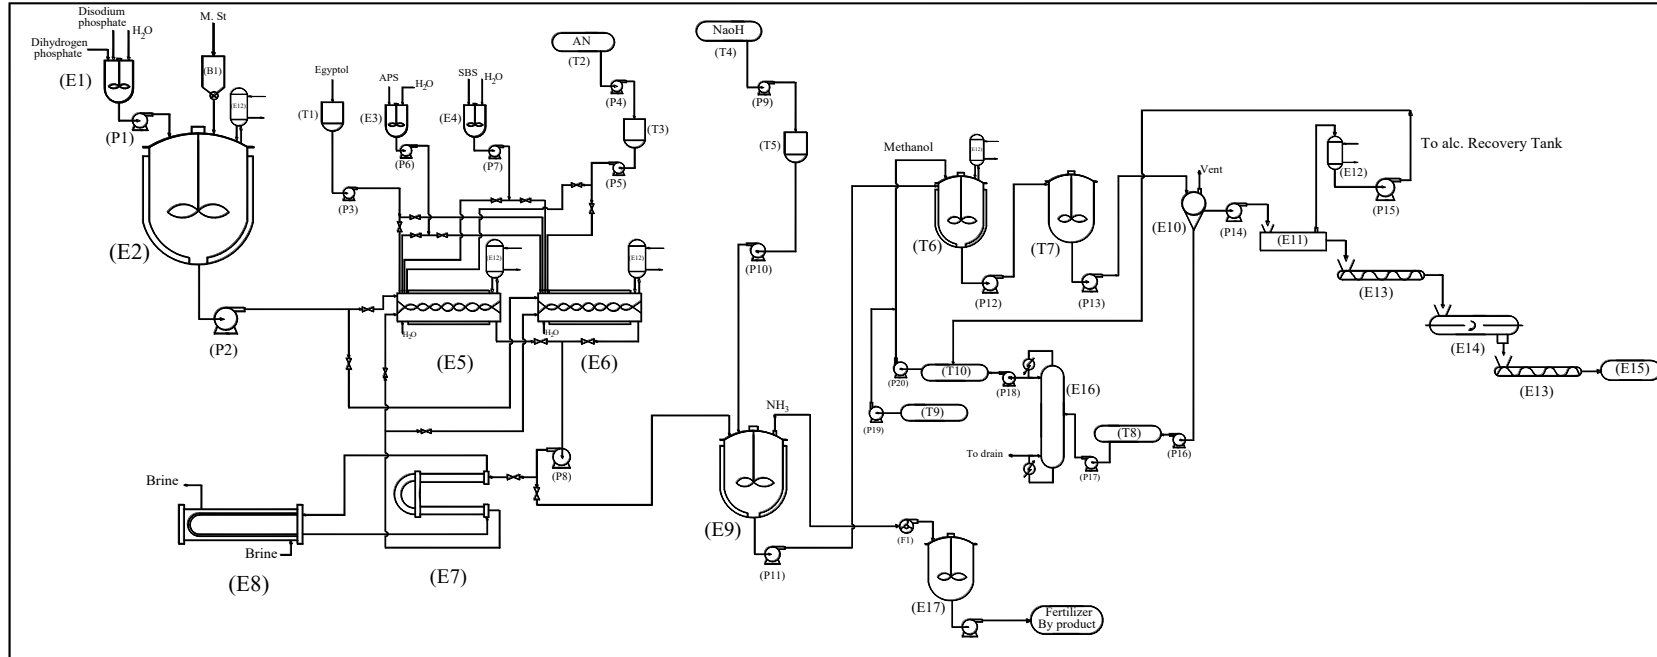 Disodium
phosphate
H2O
Dihydrogen
phosphate
(E1)
(P1)
M. St
(B1)
(E12)
(E2)
(P2)
Egyptol
(T1)
(P3)
APS
H2O
(E3)
(P6)
SBS
H2O
(E4)
(P7)
AN
(T2)
(P4)
(T3)
(P5)
(E12)
(E12)
H2O
H2O
(E5)
(E6)
(P8)
Brine
Brine
(E8)
(E7)
NaoH
(T4)
(P9)
(T5)
(P10)
NH3
(E9)
(P11)
(F1)
(E17)
Fertilizer
By product
Methanol
(E12)
(T6)
(P12)
(T7)
(P13)
Vent
(E10)
(P14)
(E11)
(E12)
(P15)
To alc. Recovery Tank
(E13)
(E14)
(E13)
(E15)
(P20)
(T10)
(P18)
(E16)
(P19)
(T9)
To drain
(P17)
(T8)
(P16)